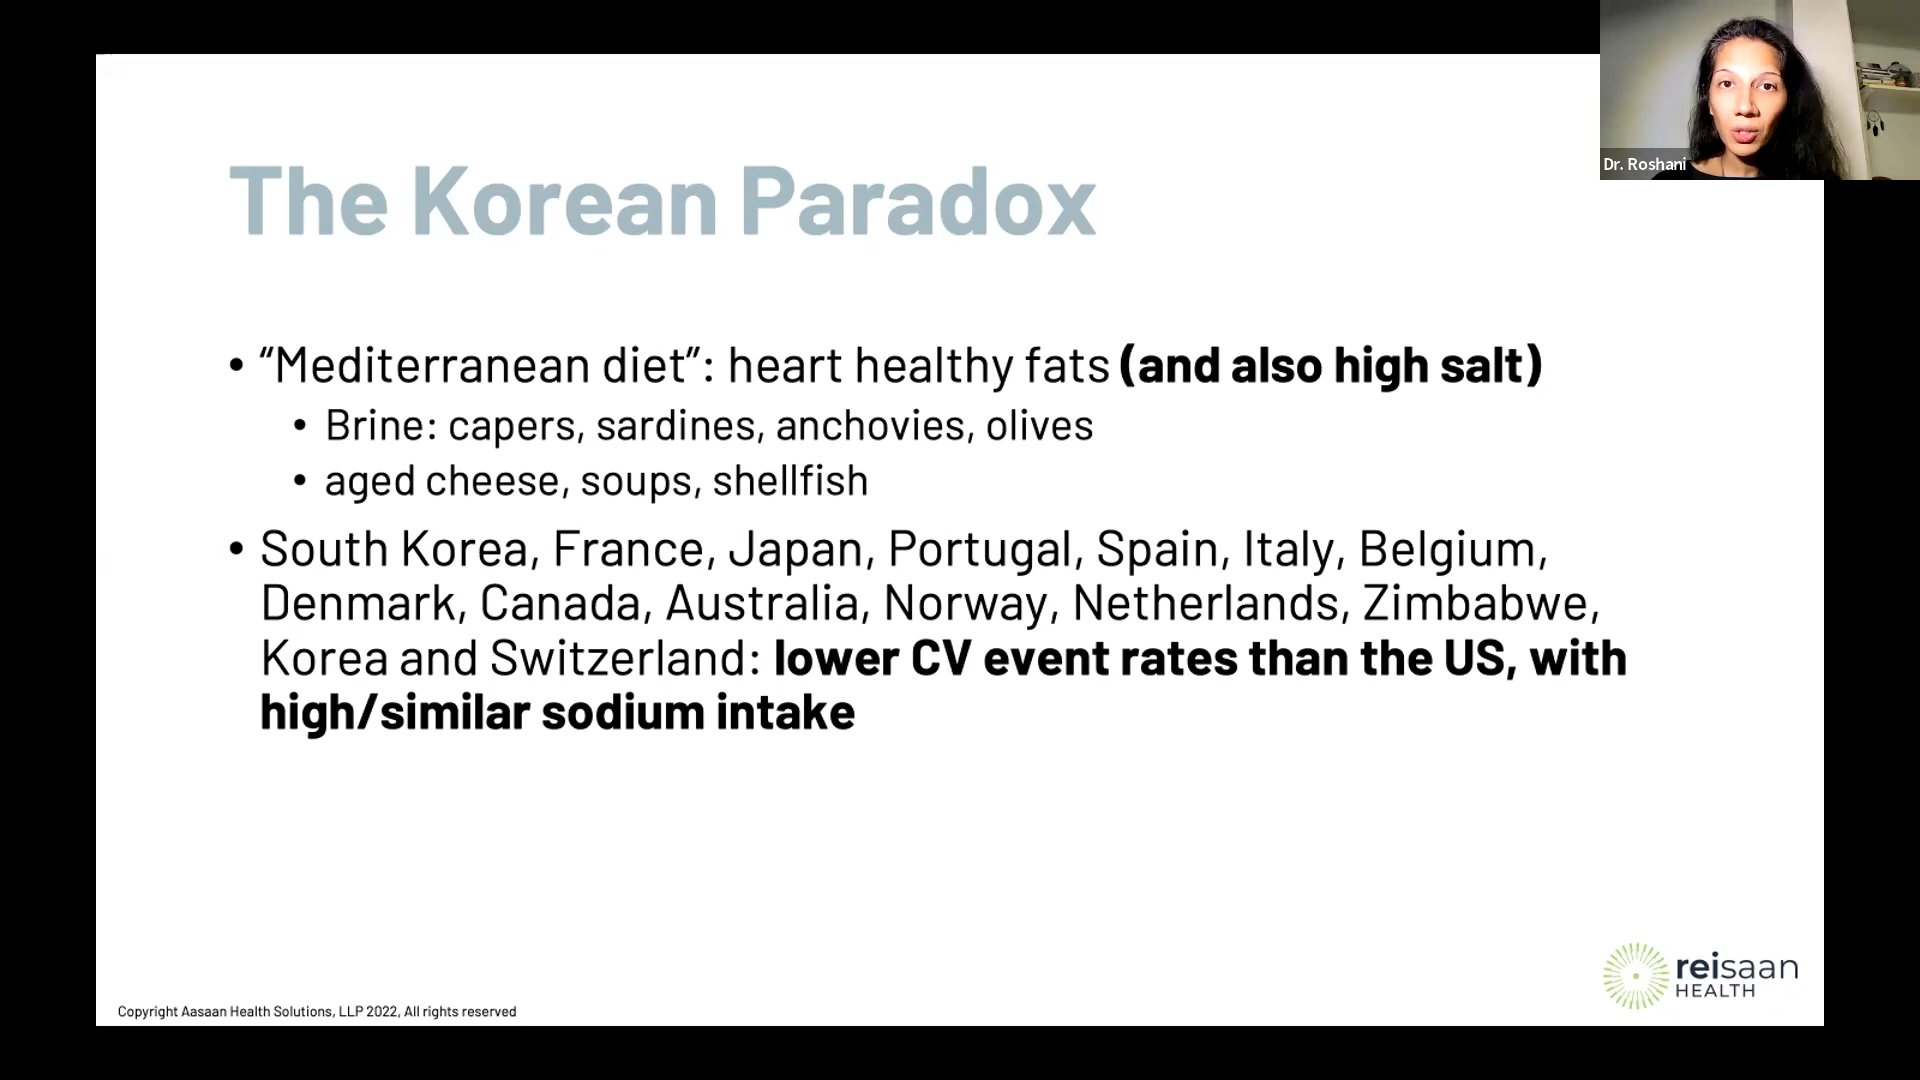 Dr. Roshani
The Korean Paradox
• “Mediterranean diet”: heart healthy fats (and also high salt)
• Brine: capers, sardines, anchovies, olives
• aged cheese, soups, shellfish
• South Korea, France, Japan, Portugal, Spain, Italy, Belgium,
Denmark, Canada, Australia, Norway, Netherlands, Zimbabwe,
Korea and Switzerland: lower CV event rates than the US, with
high/similar sodium intake
reisaan
HEALTH
Copyright Aasaan Health Solutions, LLP 2022, All rights reserved